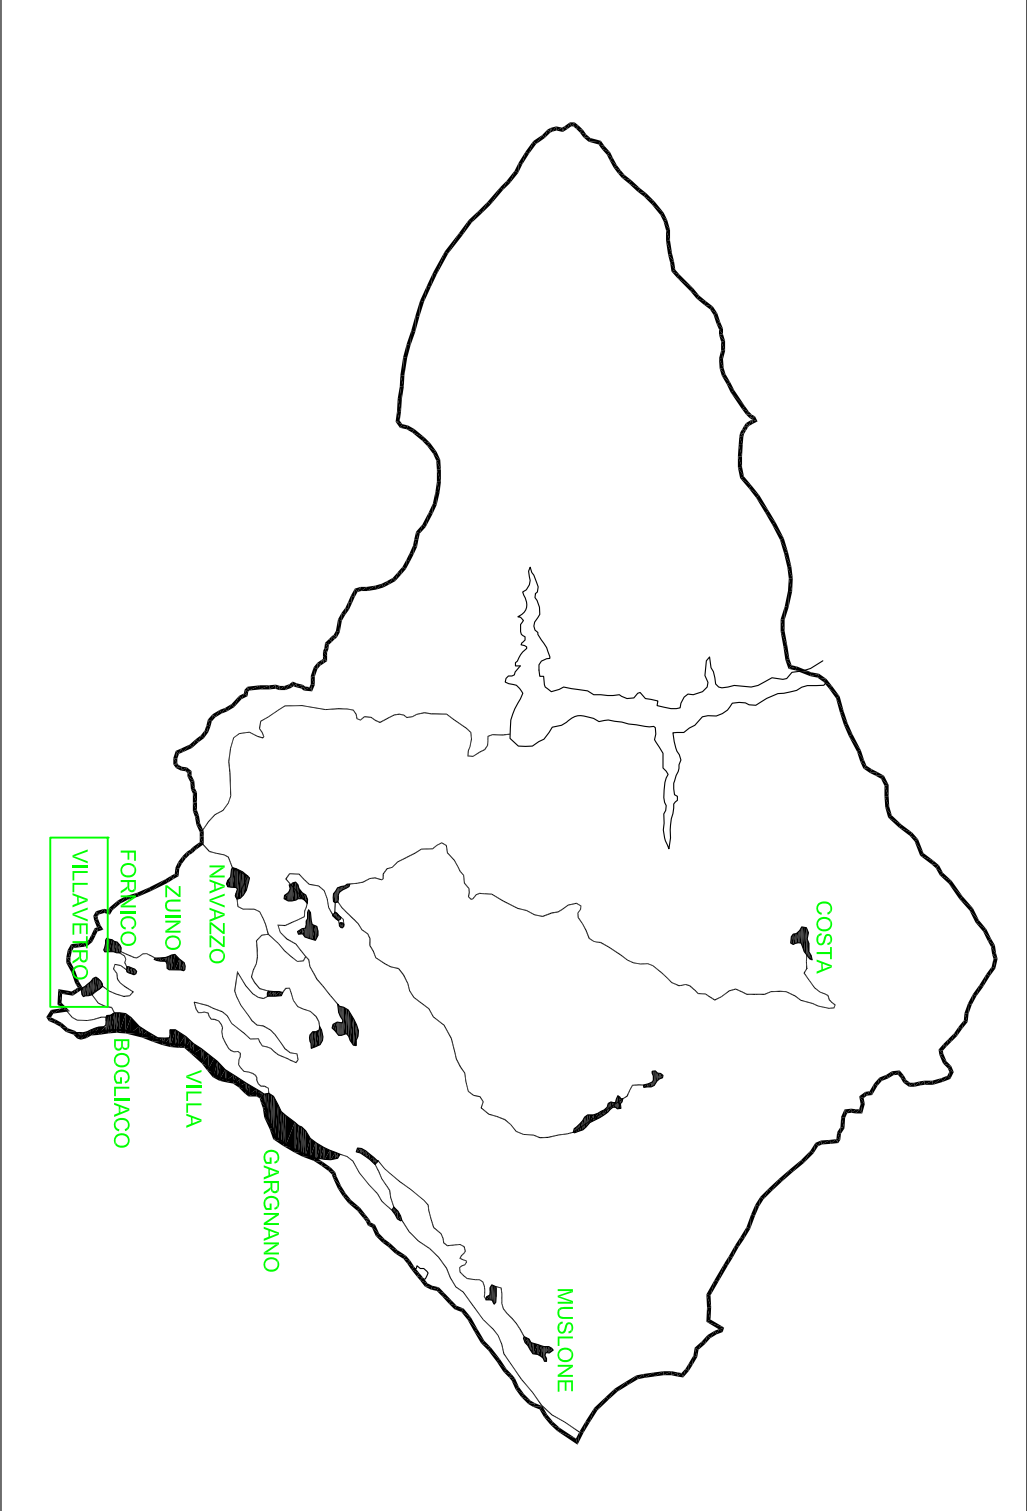 COSTA
NAVAZZO
ZUINO
FORNICO
VILLAVETRO
BOGLIACO
VILLA
GARGNANO
MUSLONE